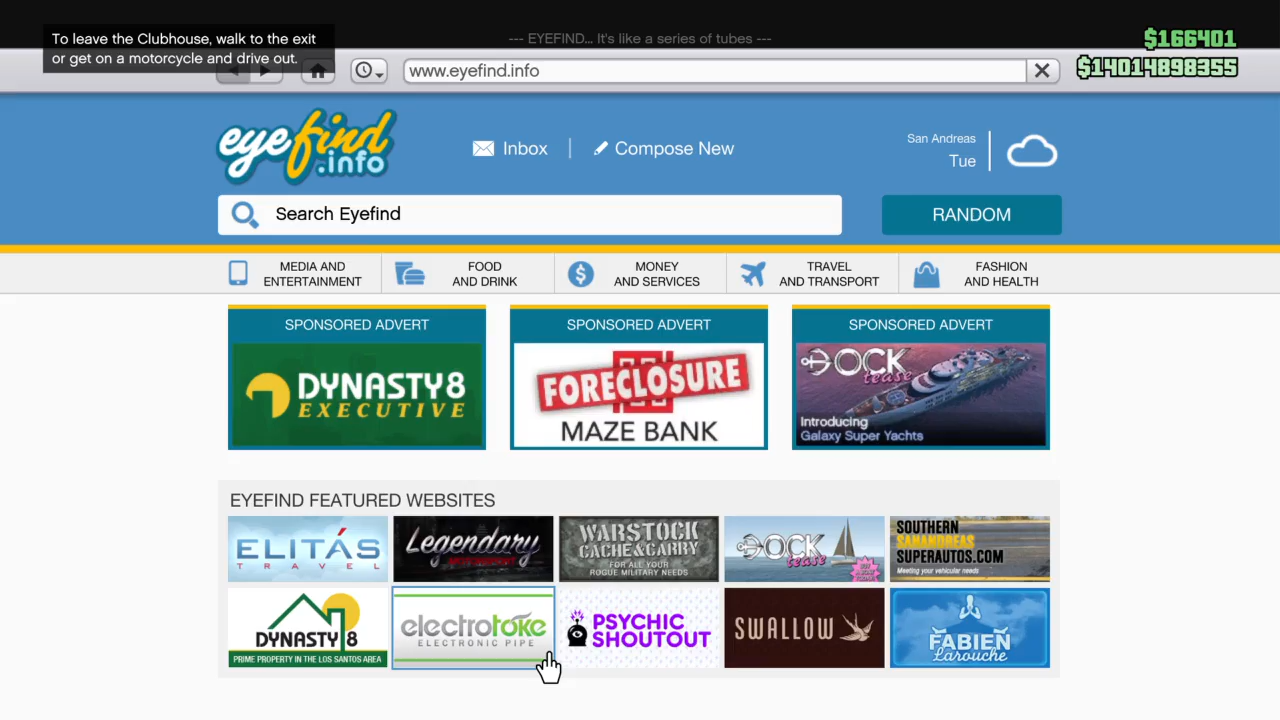 To leave the Clubhouse, walk to the exit
or get on a motorcycle and drive out.
--- EYEFIND... It's like a series of tubes ---
$166401
$14014898355
www.eyefind.info
eyefind
.info
Inbox
Compose New
San Andreas
Tue
Search Eyefind
RANDOM
MEDIA AND
ENTERTAINMENT
FOOD
AND DRINK
MONEY
AND SERVICES
TRAVEL
AND TRANSPORT
FASHION
AND HEALTH
SPONSORED ADVERT
DYNASTY8
EXECUTIVE
SPONSORED ADVERT
FORECLOSURE
MAZE BANK
SPONSORED ADVERT
DOCK
tease
Introducing
Galaxy Super Yachts
EYEFIND FEATURED WEBSITES
ELITÁS
TRAVEL
Legendary
MOTORSPORT
WARSTOCK
CACHE&CARRY
FOR ALL YOUR
ROGUE MILITARY NEEDS
DOCK
tease
SOUTHERN
SANANDREAS
SUPERAUTOS.COM
Meeting your vehicular needs
DYNASTY 8
PRIME PROPERTY IN THE LOS SANTOS AREA
electrotoke
ELECTRONIC PIPE
PSYCHIC
SHOUTOUT
SWALLOW
FABIEN
Larouche